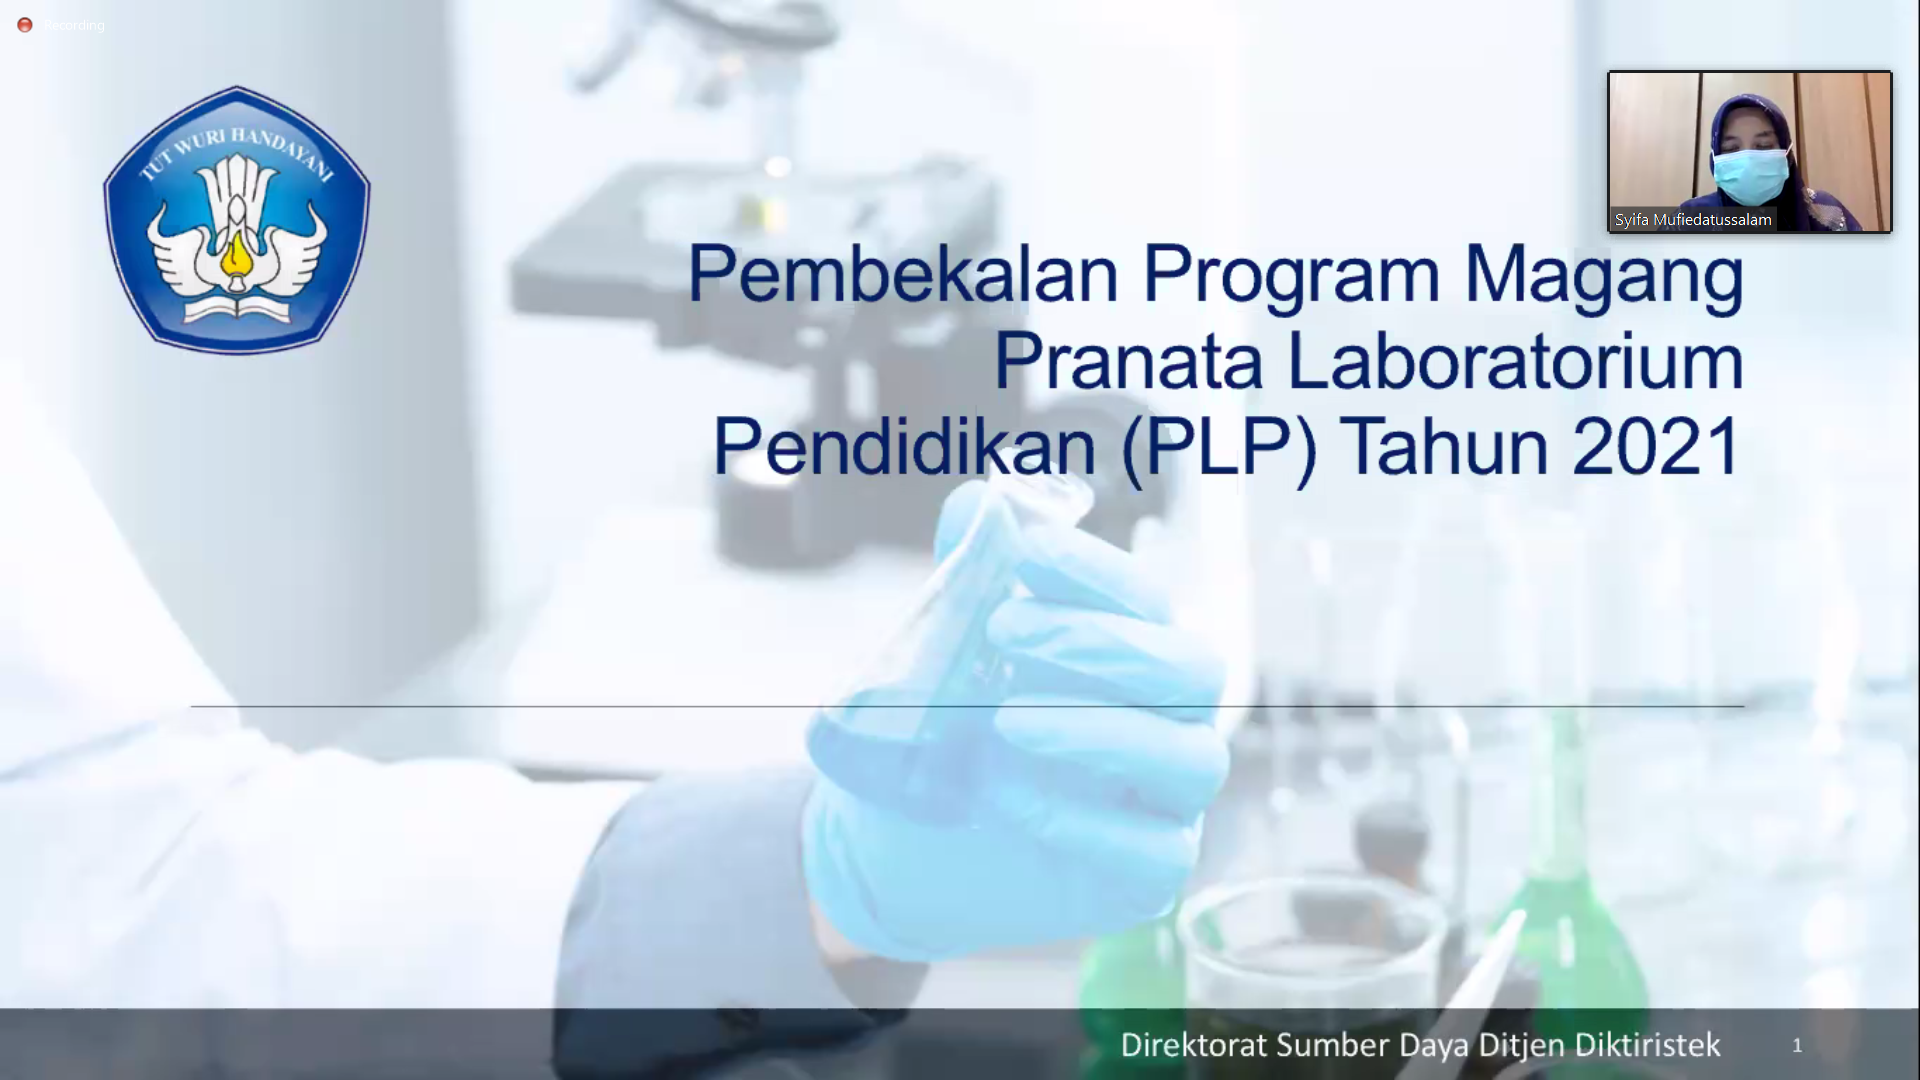 Recording
TUT WURI HANDAYANI
Syifa Mufiedatussalam
Pembekalan Program Magang
Pranata Laboratorium
Pendidikan (PLP) Tahun 2021
Direktorat Sumber Daya Ditjen Diktiristek
1